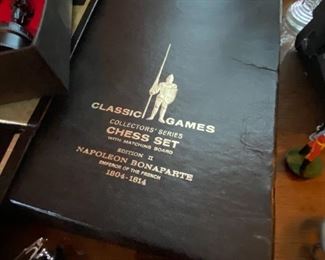 CLASSIC GAMES
COLLECTORS' SERIES
CHESS SET
WITH MATCHING BOARD
EDITION II
NAPOLEON BONAPARTE
EMPEROR OF THE FRENCH
1804-1814